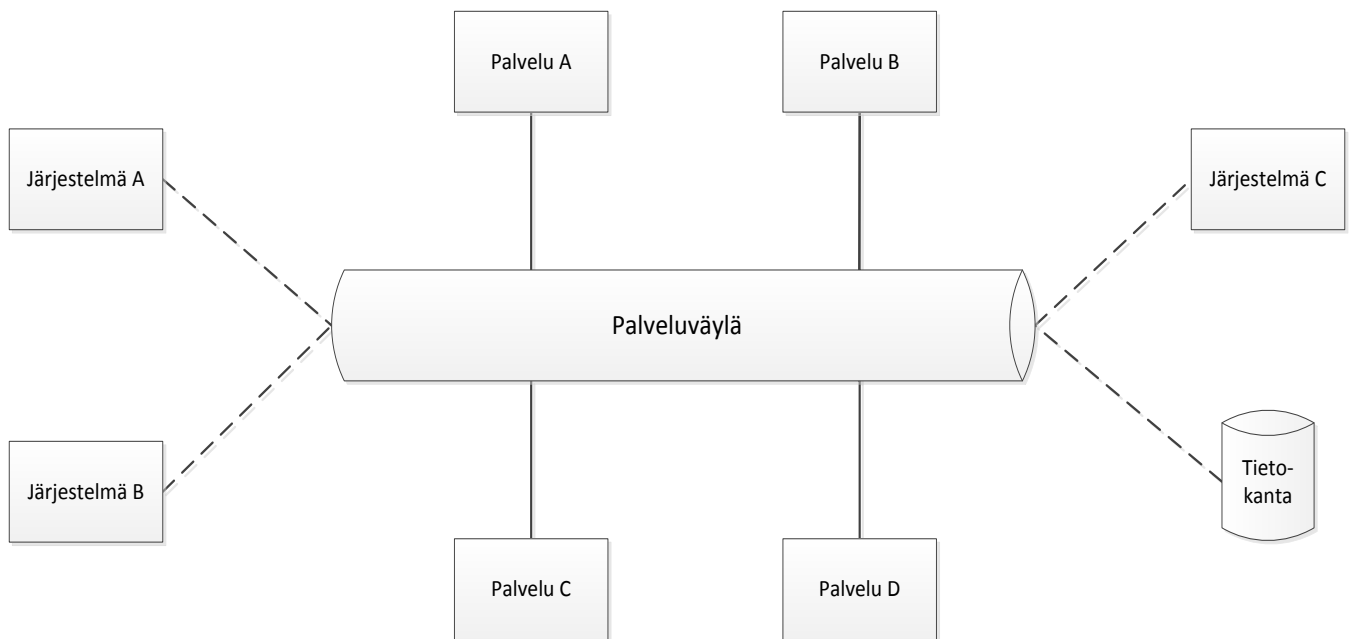 Palvelu A
Palvelu B
Järjestelmä A
Järjestelmä C
Palveluväylä
Järjestelmä B
Tieto-
kanta
Palvelu C
Palvelu D